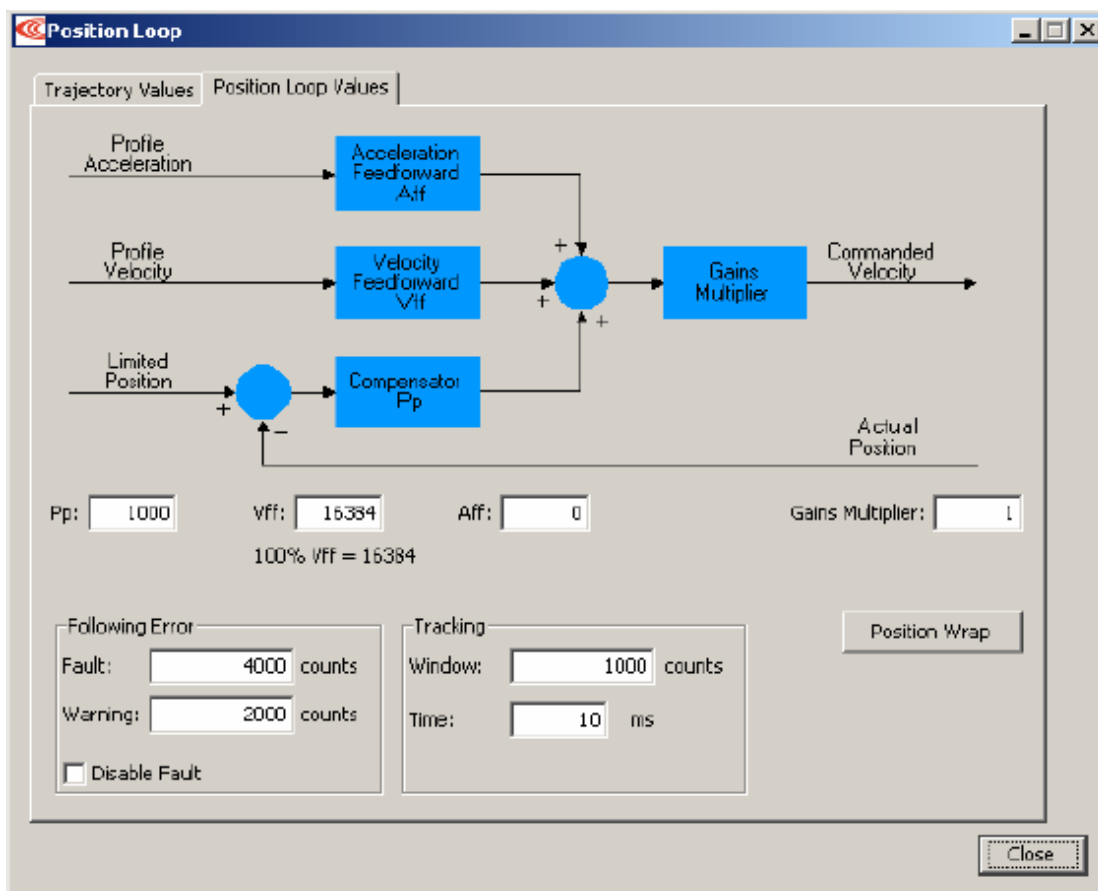 Position Loop
Trajectory Values
Position Loop Values
Profile
Acceleration
Acceleration
Feedforward
Aff
Profile
Velocity
Velocity
Feedforward
Vff
+
+
+
Gains
Multiplier
Commanded
Velocity
Limited
Position
+
−
Compensator
Pp
Actual
Position
Pp: 1000
Vff: 16384
Aff: 0
Gains Multiplier: 1
100% Vff = 16384
Following Error
Fault: 4000 counts
Warning: 2000 counts
Disable Fault
Tracking
Window: 1000 counts
Time: 10 ms
Position Wrap
Close